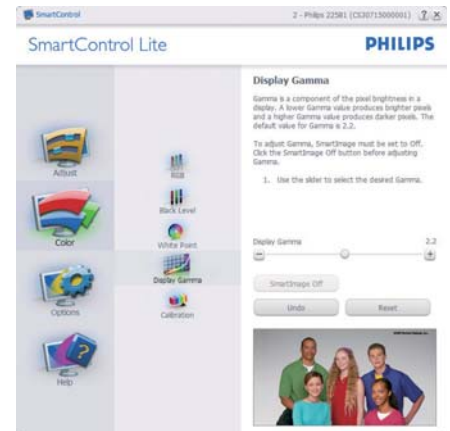 SmartControl
2 - Philips 225B1 (CS30715000001)
SmartControl Lite
PHILIPS
Adjust
Color
Options
Help
RGB
Black Level
White Point
Display Gamma
Calibration
Display Gamma
Gamma is a component of the pixel brightness in a
display. A lower Gamma value produces brighter pixels
and a higher Gamma value produces darker pixels. The
default value for Gamma is 2.2.
To adjust Gamma, SmartImage must be set to Off.
Click the SmartImage Off button before adjusting
Gamma.
1. Use the slider to select the desired Gamma.
Display Gamma
2.2
SmartImage Off
Undo
Reset